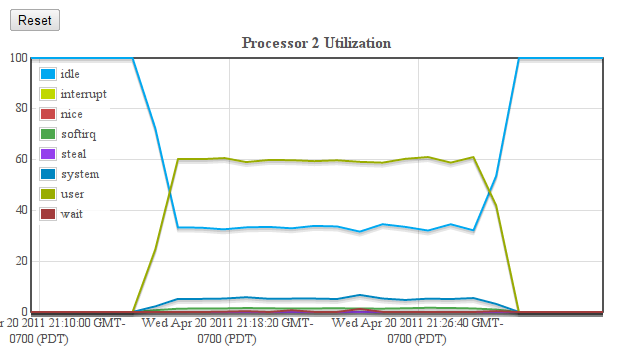 Reset
Processor 2 Utilization
100
80
60
40
20
0
idle
interrupt
nice
softirq
steal
system
user
wait
r 20 2011 21:10:00 GMT-
0700 (PDT)
Wed Apr 20 2011 21:18:20 GMT-
0700 (PDT)
Wed Apr 20 2011 21:26:40 GMT-
0700 (PDT)